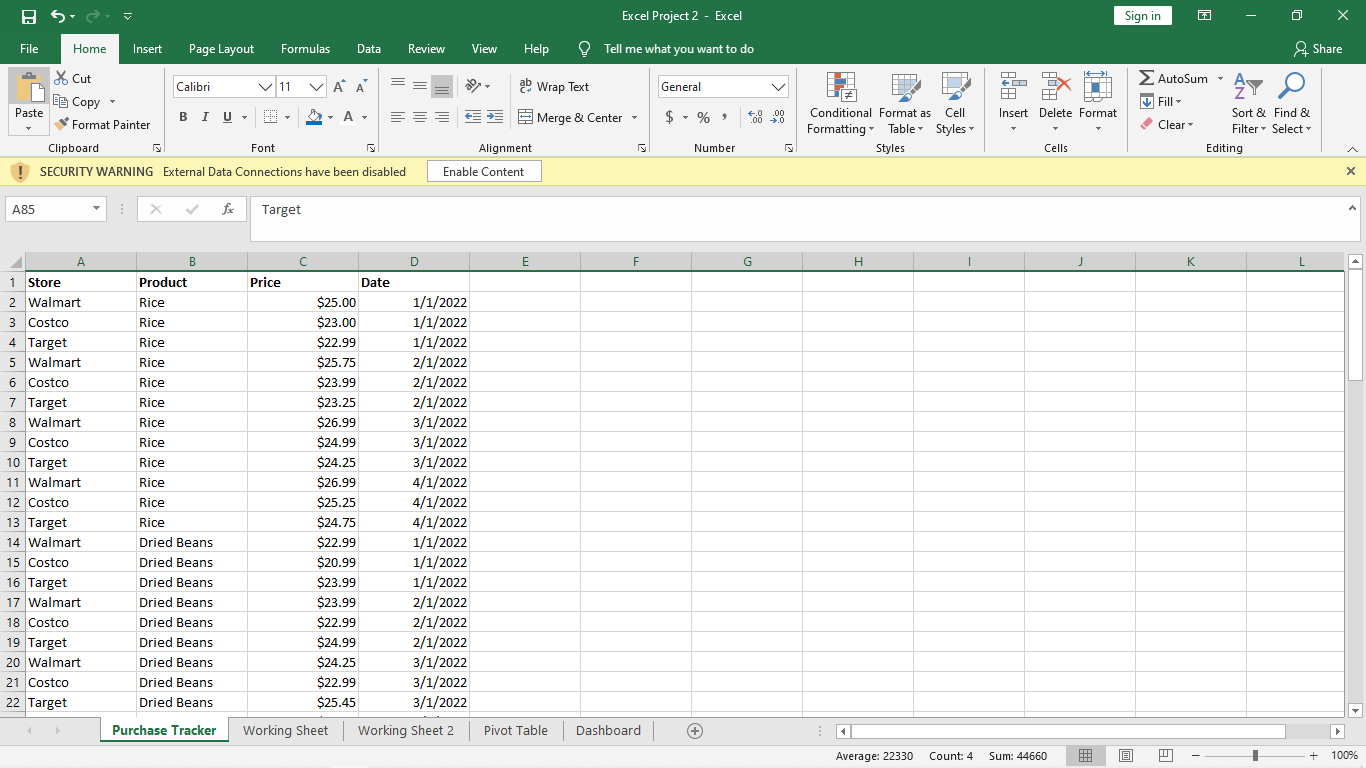 Excel Project 2 - Excel
Sign in
File Home Insert Page Layout Formulas Data Review View Help Tell me what you want to do Share
Paste
Cut
Copy
Format Painter
Clipboard
Calibri 11
B I U A
Font
Wrap Text
Merge & Center
Alignment
General
$ % ,
Number
Conditional Formatting
Format as Table
Cell Styles
Styles
Insert Delete Format
Cells
AutoSum
Fill
Clear
Sort & Filter
Find & Select
Editing
SECURITY WARNING External Data Connections have been disabled Enable Content
A85 fx Target
A B C D E F G H I J K L
1 Store Product Price Date
2 Walmart Rice $25.00 1/1/2022
3 Costco Rice $23.00 1/1/2022
4 Target Rice $22.99 1/1/2022
5 Walmart Rice $25.75 2/1/2022
6 Costco Rice $23.99 2/1/2022
7 Target Rice $23.25 2/1/2022
8 Walmart Rice $26.99 3/1/2022
9 Costco Rice $24.99 3/1/2022
10 Target Rice $24.25 3/1/2022
11 Walmart Rice $26.99 4/1/2022
12 Costco Rice $25.25 4/1/2022
13 Target Rice $24.75 4/1/2022
14 Walmart Dried Beans $22.99 1/1/2022
15 Costco Dried Beans $20.99 1/1/2022
16 Target Dried Beans $23.99 1/1/2022
17 Walmart Dried Beans $23.99 2/1/2022
18 Costco Dried Beans $22.99 2/1/2022
19 Target Dried Beans $24.99 2/1/2022
20 Walmart Dried Beans $24.25 3/1/2022
21 Costco Dried Beans $22.99 3/1/2022
22 Target Dried Beans $25.45 3/1/2022
Purchase Tracker Working Sheet Working Sheet 2 Pivot Table Dashboard
Average: 22330 Count: 4 Sum: 44660 100%